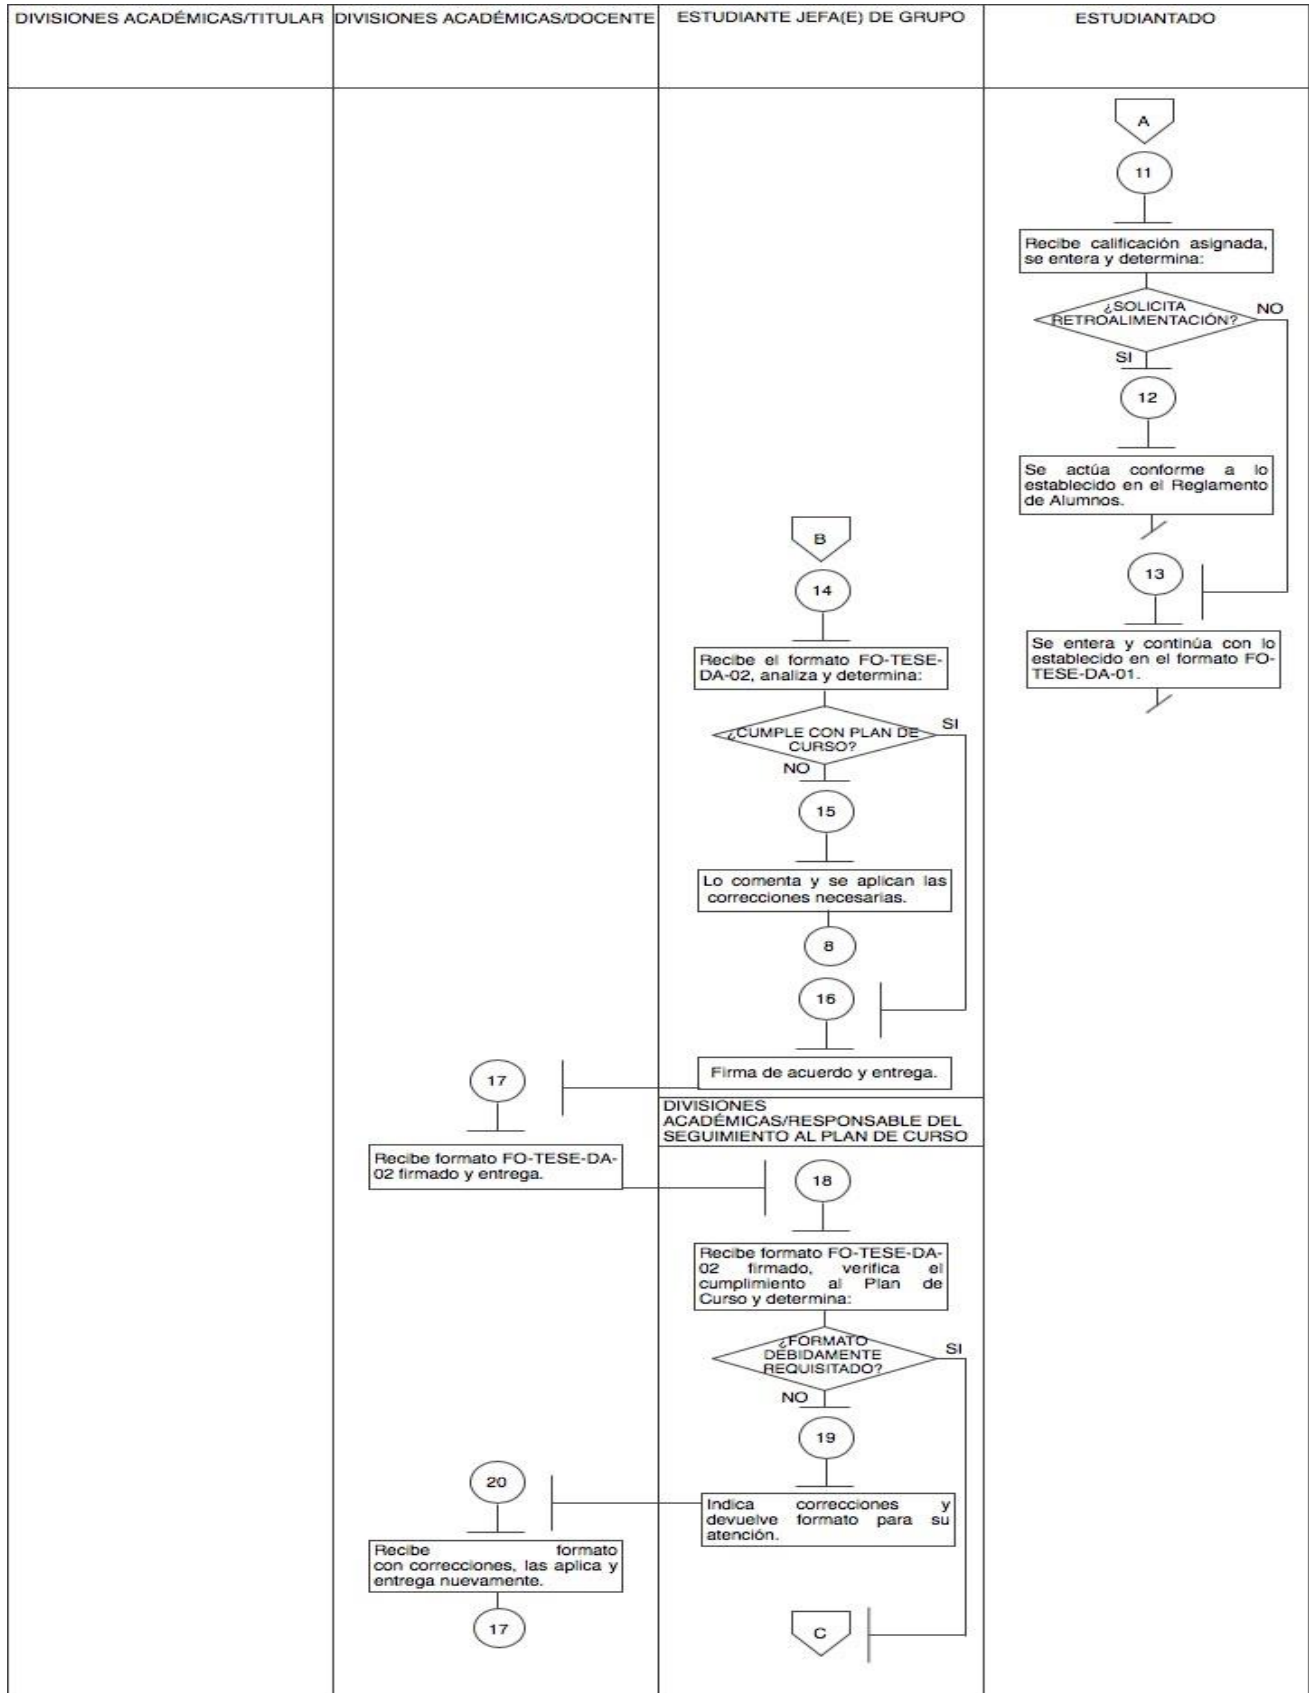 DIVISIONES ACADÉMICAS/TITULAR
DIVISIONES ACADÉMICAS/DOCENTE
ESTUDIANTE JEFA(E) DE GRUPO
ESTUDIANTADO
A
11
Recibe calificación asignada,
se entera y determina:
¿SOLICITA
RETROALIMENTACIÓN?
NO
SI
12
Se actúa conforme a lo
establecido en el Reglamento
de Alumnos.
13
Se entera y continúa con lo
establecido en el formato FO-
TESE-DA-01.
B
14
Recibe el formato FO-TESE-
DA-02, analiza y determina:
¿CUMPLE CON PLAN DE
CURSO?
SI
NO
15
Lo comenta y se aplican las
correcciones necesarias.
8
16
Firma de acuerdo y entrega.
17
Recibe formato FO-TESE-DA-
02 firmado y entrega.
DIVISIONES
ACADÉMICAS/RESPONSABLE DEL
SEGUIMIENTO AL PLAN DE CURSO
18
Recibe formato FO-TESE-DA-
02 firmado, verifica el
cumplimiento al Plan de
Curso y determina:
¿FORMATO
DEBIDAMENTE
REQUISITADO?
SI
NO
19
Indica correcciones y
devuelve formato para su
atención.
20
Recibe formato
con correcciones, las aplica y
entrega nuevamente.
17
C